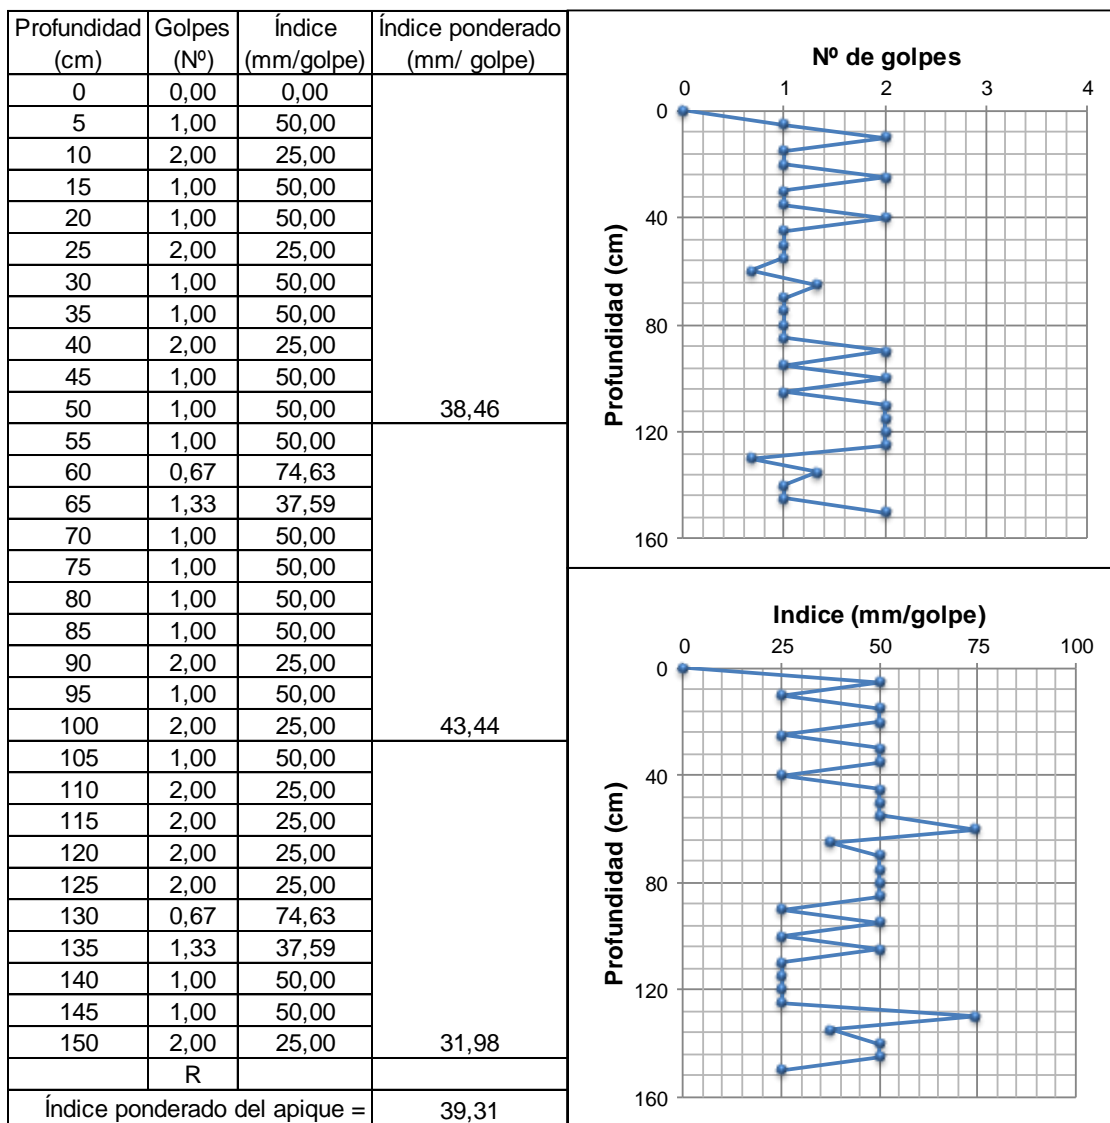 Profundidad Golpes Índice Índice ponderado
(cm) (Nº) (mm/golpe) (mm/ golpe)
0 0,00 0,00
5 1,00 50,00
10 2,00 25,00
15 1,00 50,00
20 1,00 50,00
25 2,00 25,00
30 1,00 50,00
35 1,00 50,00
40 2,00 25,00
45 1,00 50,00
50 1,00 50,00 38,46
55 1,00 50,00
60 0,67 74,63
65 1,33 37,59
70 1,00 50,00
75 1,00 50,00
80 1,00 50,00
85 1,00 50,00
90 2,00 25,00
95 1,00 50,00
100 2,00 25,00 43,44
105 1,00 50,00
110 2,00 25,00
115 2,00 25,00
120 2,00 25,00
125 2,00 25,00
130 0,67 74,63
135 1,33 37,59
140 1,00 50,00
145 1,00 50,00
150 2,00 25,00 31,98
R
Índice ponderado del apique = 39,31
Nº de golpes
0 1 2 3 4
0
40
80
120
160
Profundidad (cm)
Indice (mm/golpe)
0 25 50 75 100
0
40
80
120
160
Profundidad (cm)